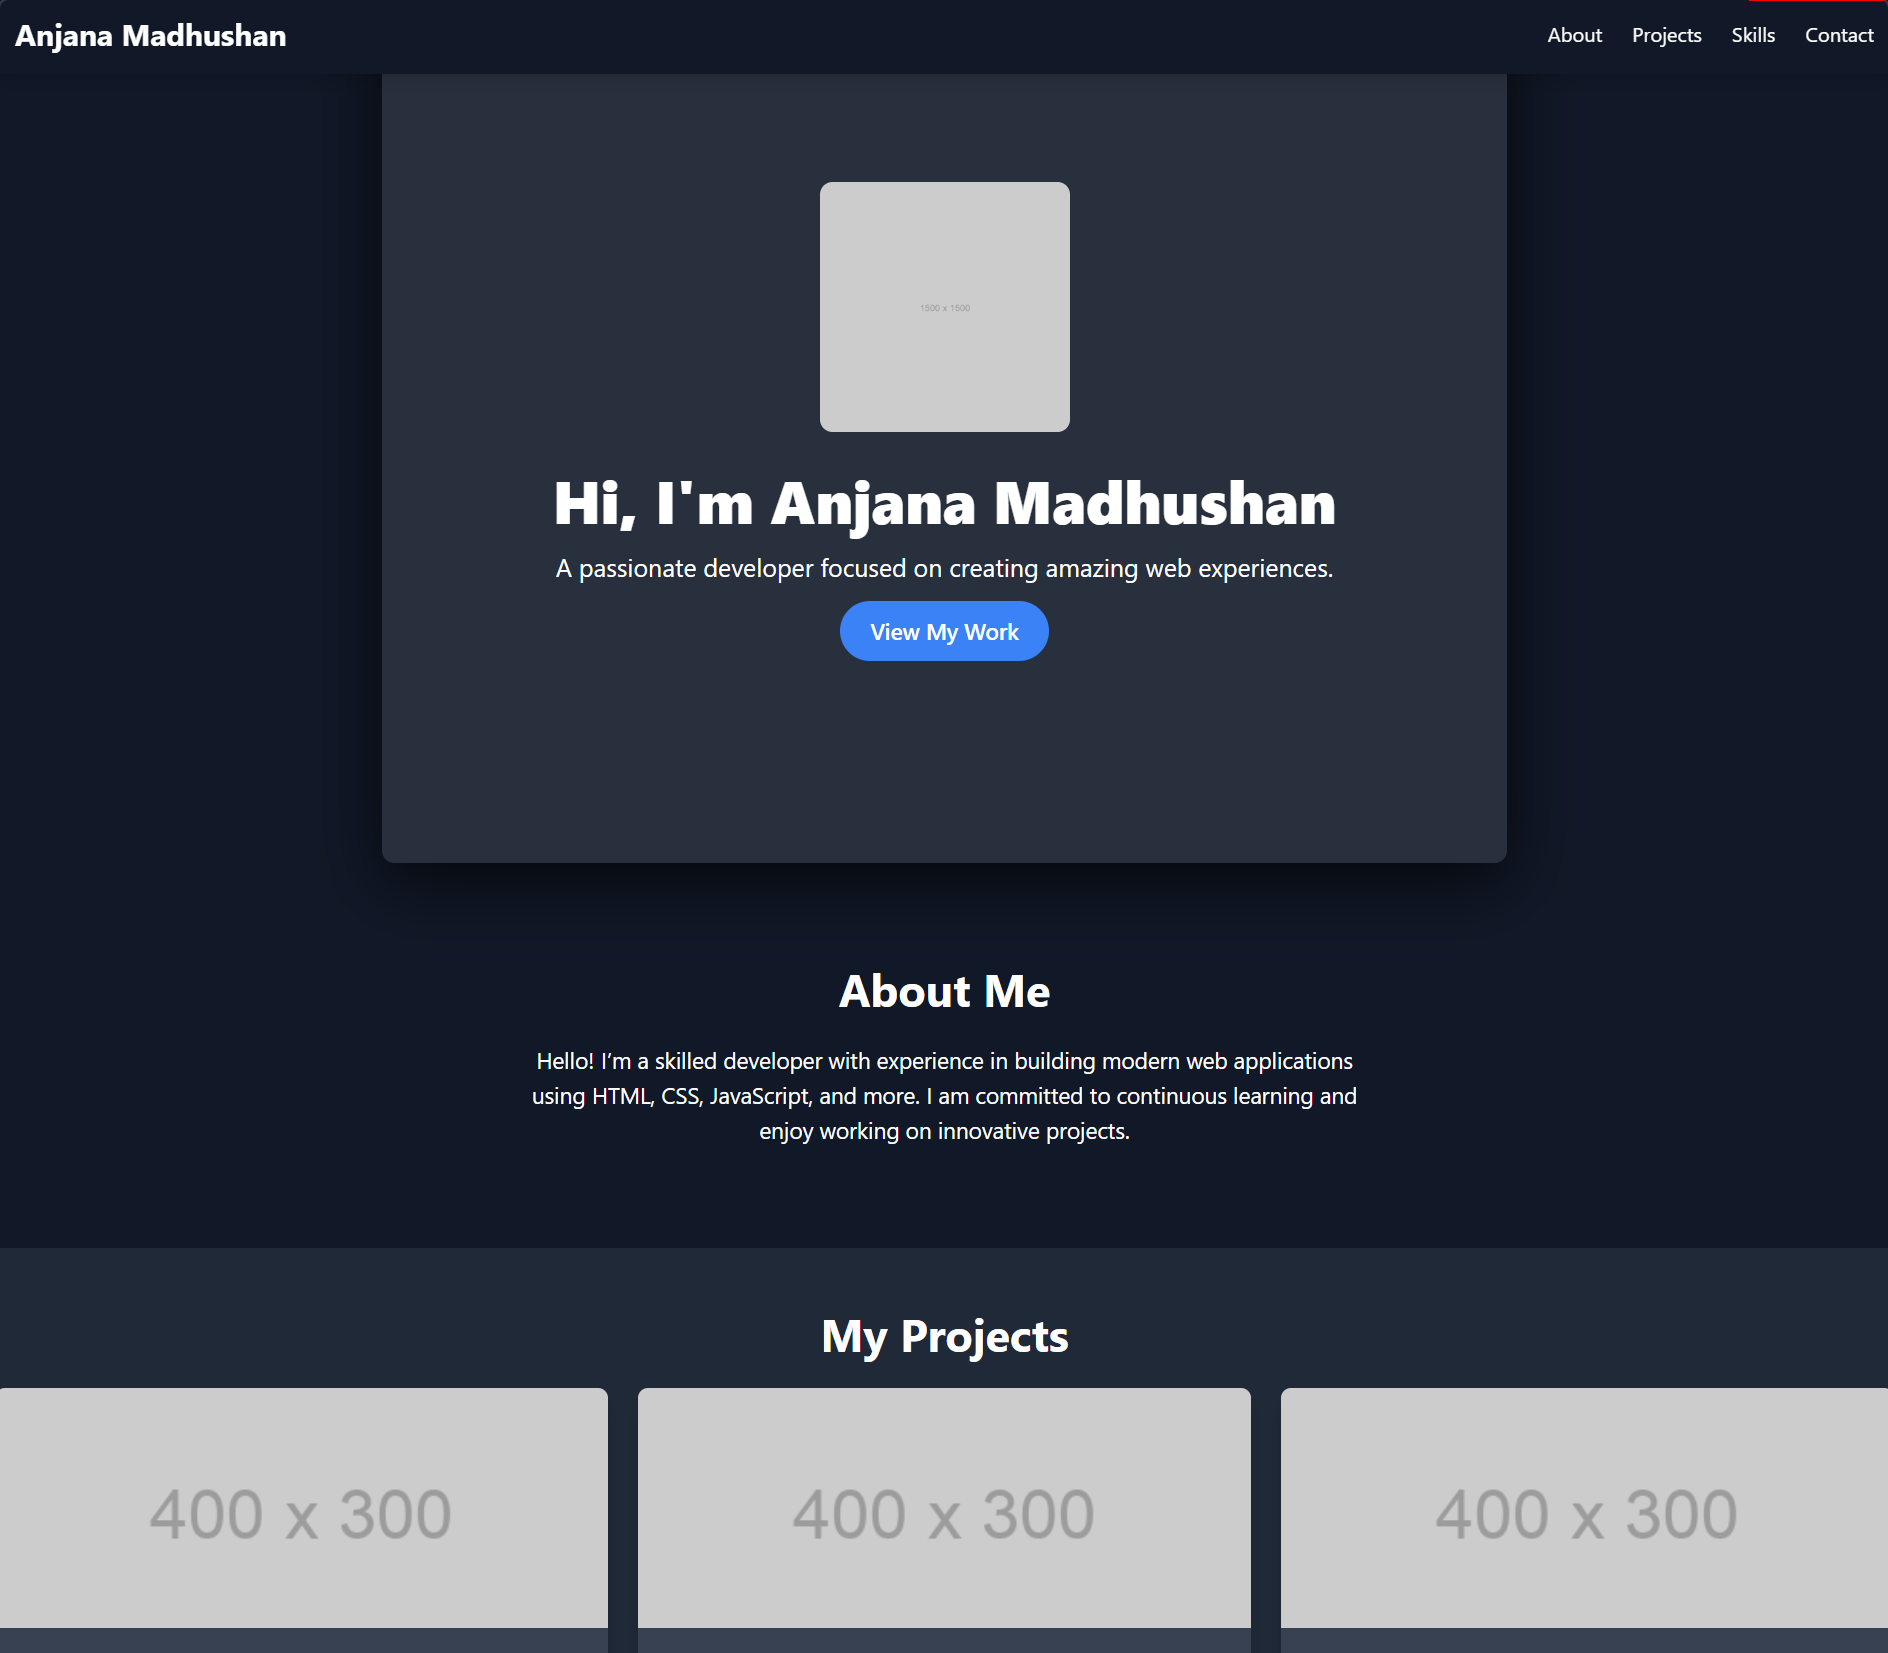 Anjana Madhushan
About Projects Skills Contact
1500 x 1500
Hi, I'm Anjana Madhushan
A passionate developer focused on creating amazing web experiences.
View My Work
About Me
Hello! I’m a skilled developer with experience in building modern web applications
using HTML, CSS, JavaScript, and more. I am committed to continuous learning and
enjoy working on innovative projects.
My Projects
400 x 300
400 x 300
400 x 300